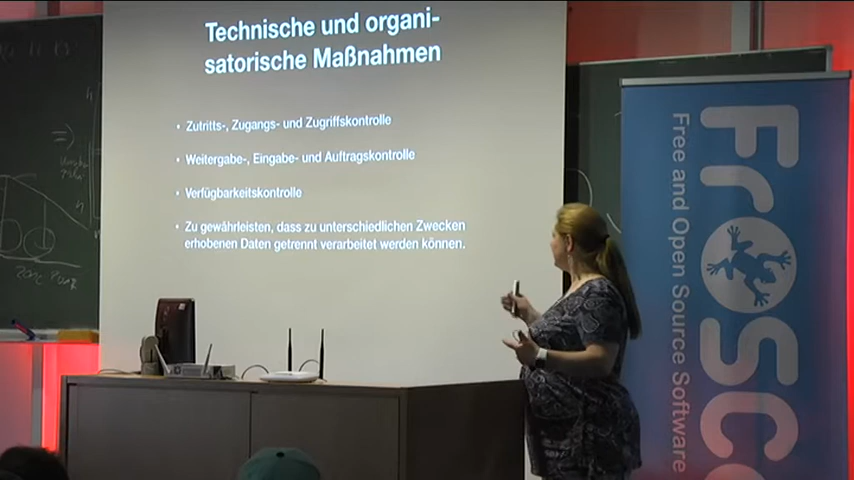 Technische und organi-
satorische Maßnahmen
• Zutritts-, Zugangs- und Zugriffskontrolle
• Weitergabe-, Eingabe- und Auftragskontrolle
• Verfügbarkeitskontrolle
• Zu gewährleisten, dass zu unterschiedlichen Zwecken
erhobenen Daten getrennt verarbeitet werden können.
Free and Open Source Software
FrOSC